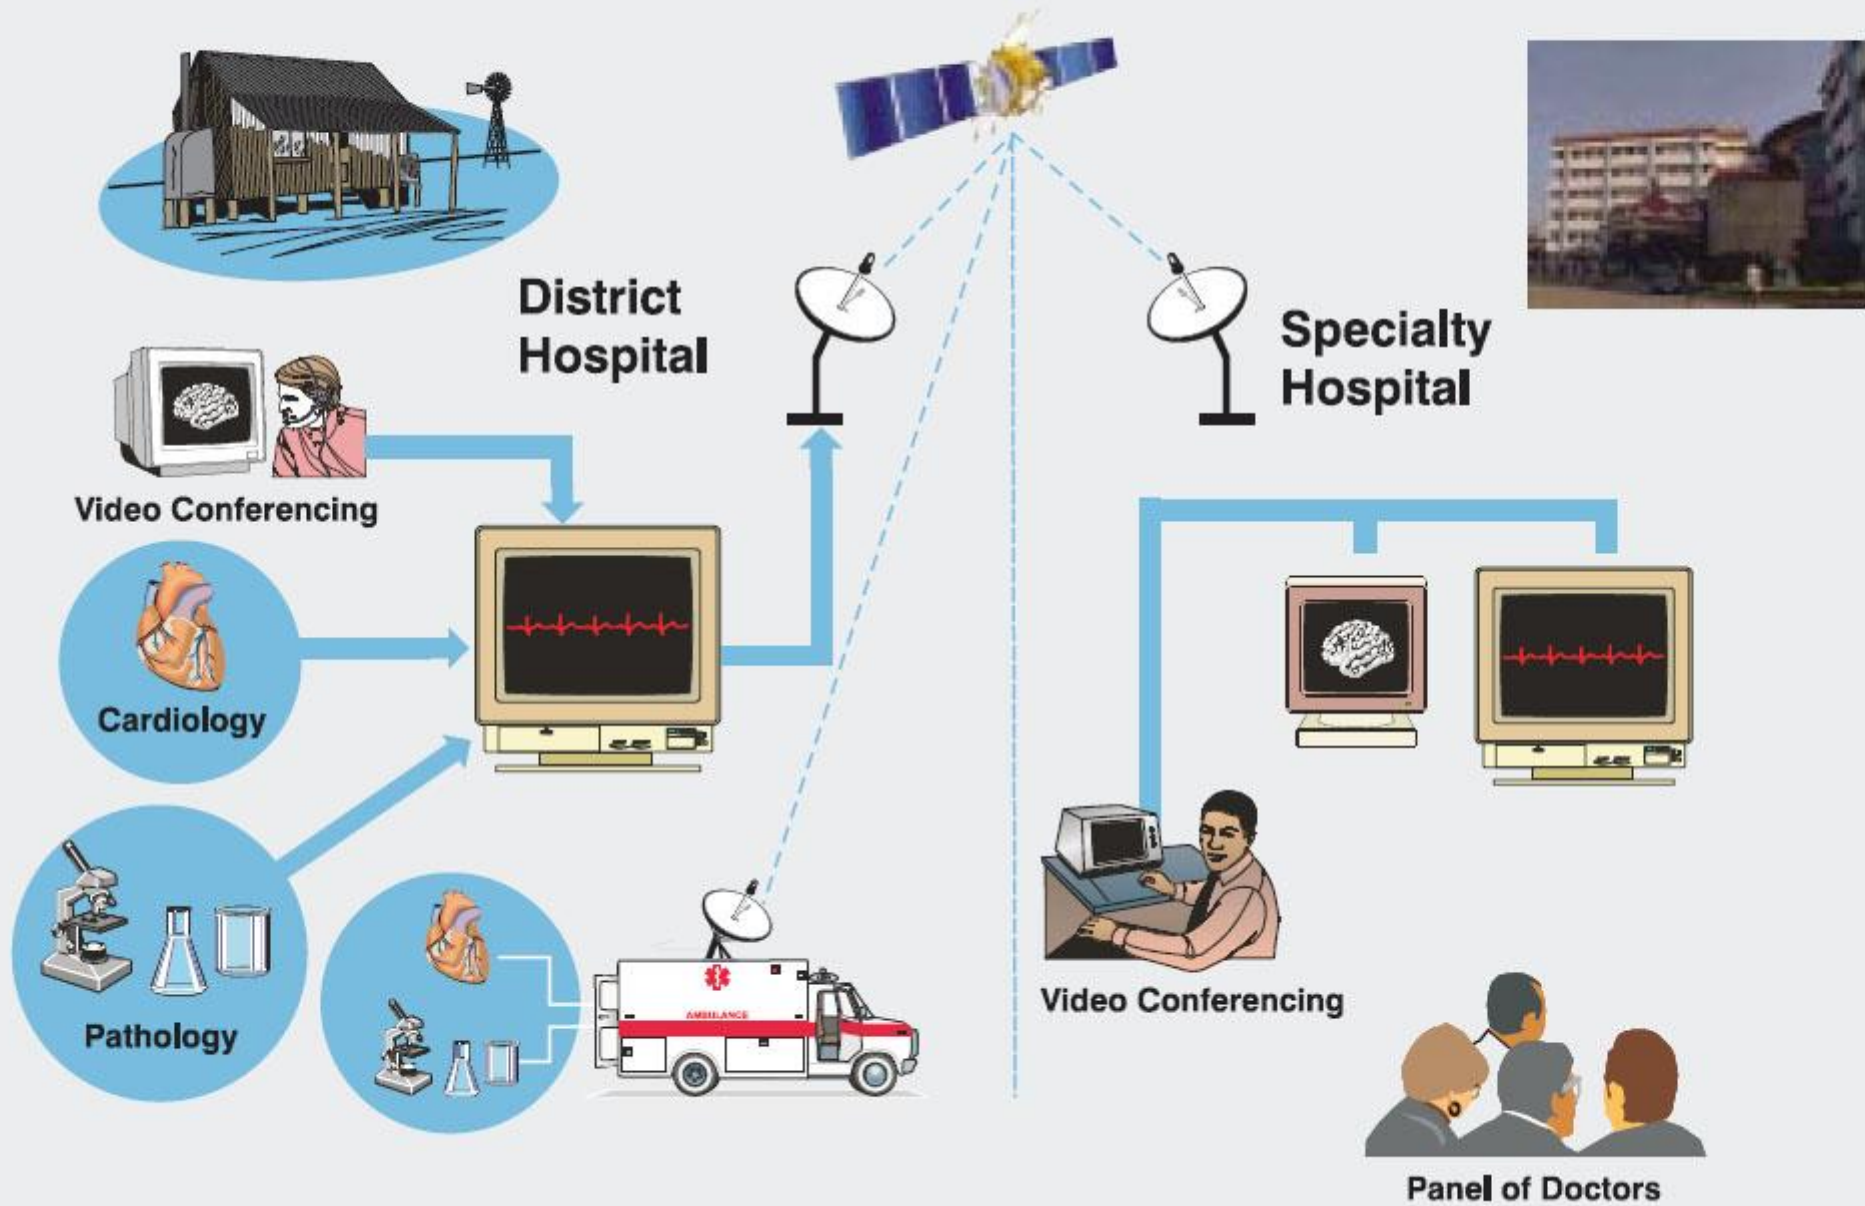 District
Hospital
Specialty
Hospital
Video Conferencing
Cardiology
Pathology
AMBULANCE
Video Conferencing
Panel of Doctors